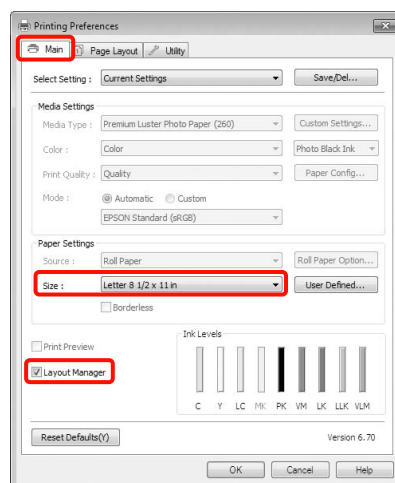 Printing Preferences
Main Page Layout Utility
Select Setting : Current Settings Save/Del...
Media Settings
Media Type : Premium Luster Photo Paper (260) Custom Settings...
Color : Color Photo Black Ink
Print Quality : Quality Paper Config...
Mode : Automatic Custom
EPSON Standard (sRGB)
Paper Settings
Source : Roll Paper Roll Paper Option...
Size : Letter 8 1/2 x 11 in User Defined...
Borderless
Ink Levels
Print Preview
Layout Manager
C Y LC MK PK VM LK LLK VLM
Reset Defaults(Y) Version 6.70
OK Cancel Help